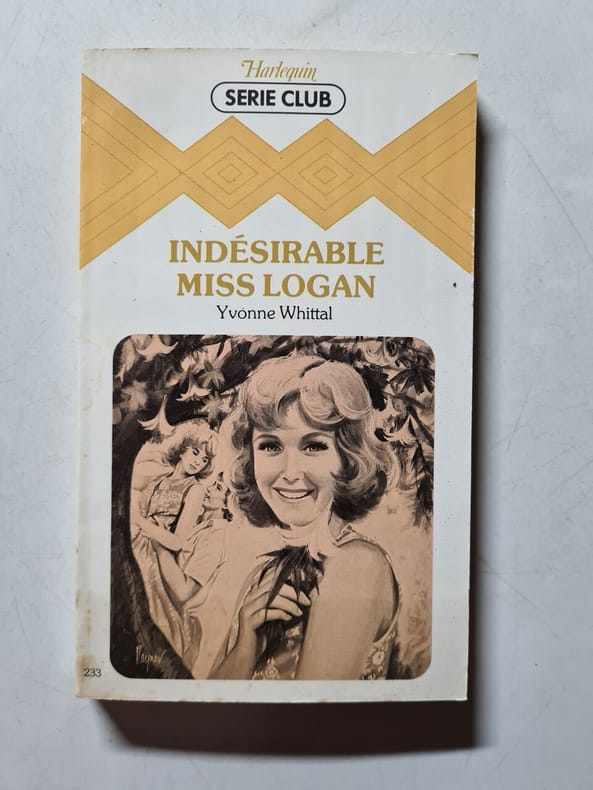 Harlequin
SERIE CLUB
INDÉSIRABLE
MISS LOGAN
Yvonne Whittal
233